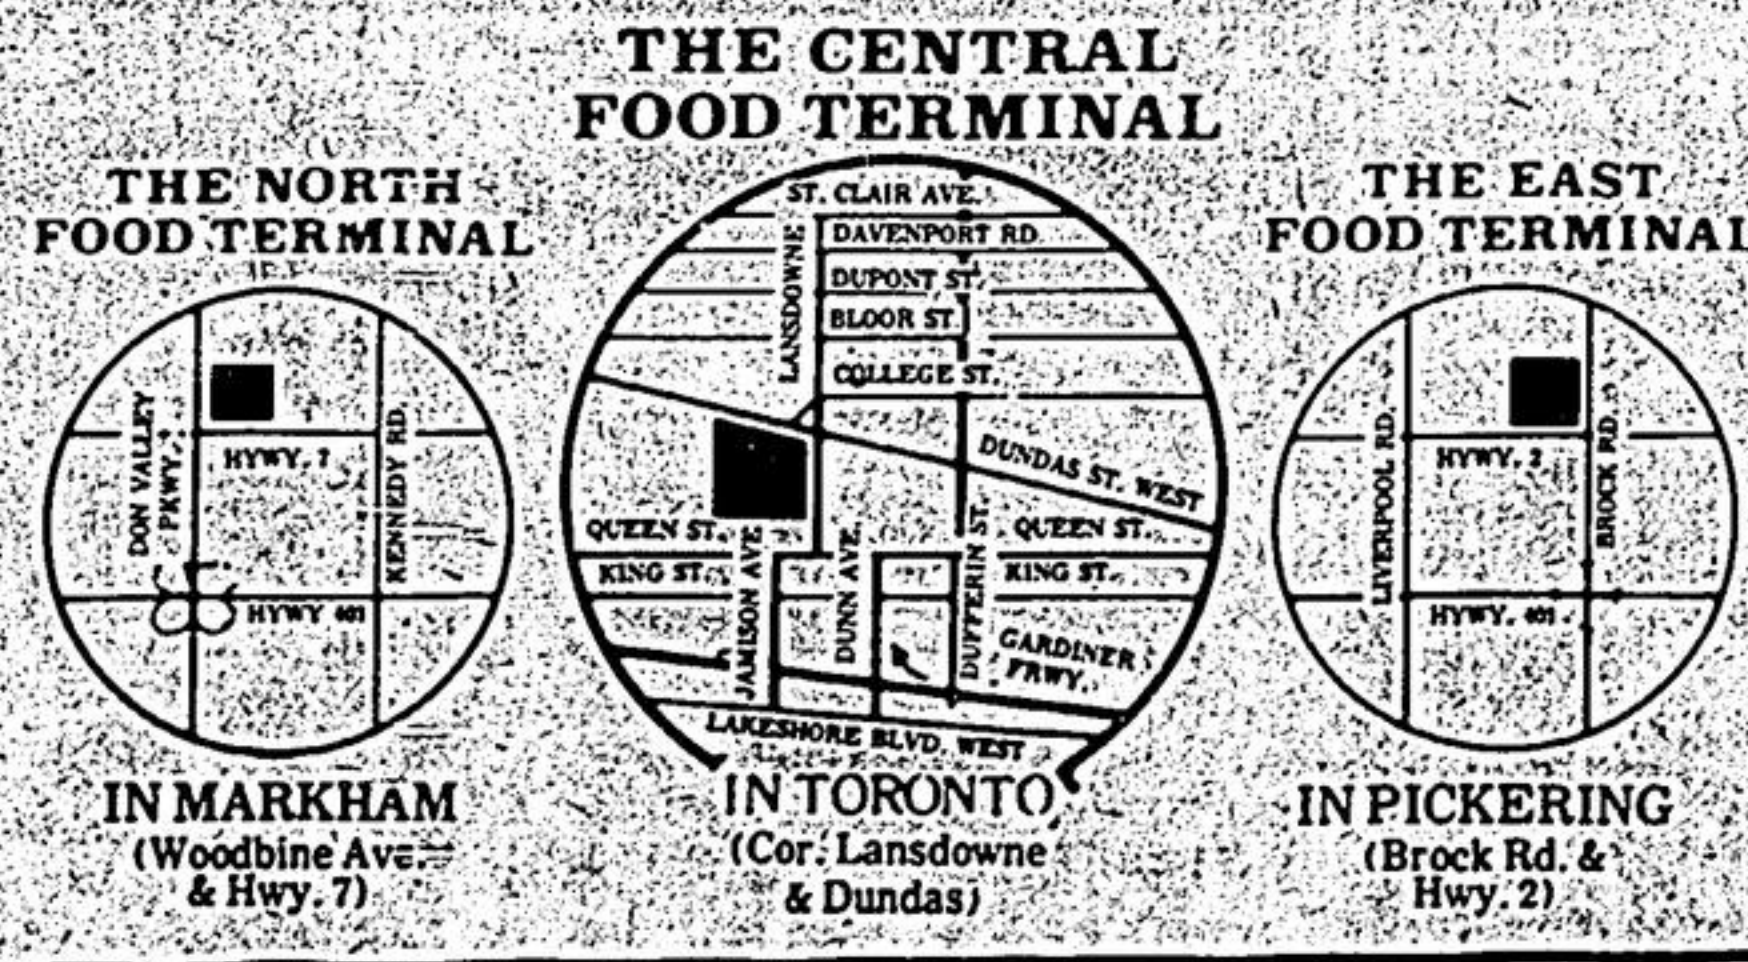 THE NORTH
FOOD TERMINAL
DON VALLEY
PKWY.
HYWY. 7
KENNEDY RD.
HYWY 401
IN MARKHAM
(Woodbine Ave.
& Hwy. 7)
THE CENTRAL
FOOD TERMINAL
ST. CLAIR AVE.
LANSDOWNE
DAVENPORT RD.
DUPONT ST.
BLOOR ST.
COLLEGE ST.
DUNDAS ST. WEST
QUEEN ST.
QUEEN ST.
KING ST.
KING ST.
JAMISON AVE.
DUNN AVE.
DUFFERIN ST.
GARDINER
FRWY.
LAKESHORE BLVD. WEST
IN TORONTO
(Cor. Lansdowne
& Dundas)
THE EAST
FOOD TERMINAL
LIVERPOOL RD.
HYWY. 2
BROCK RD.
HYWY. 401
IN PICKERING
(Brock Rd. &
Hwy. 2)